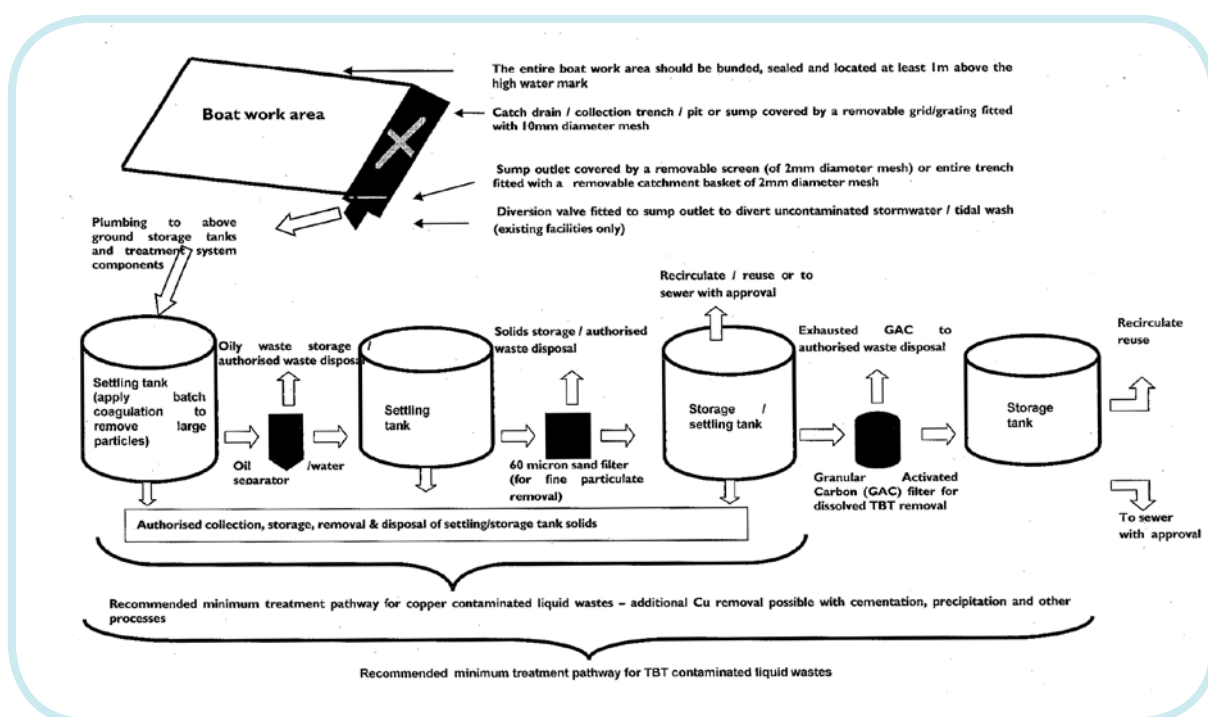 The entire boat work area should be bunded, sealed and located at least 1m above the
high water mark
Boat work area
Catch drain / collection trench / pit or sump covered by a removable grid/grating fitted
with 10mm diameter mesh
Sump outlet covered by a removable screen (of 2mm diameter mesh) or entire trench
fitted with a removable catchment basket of 2mm diameter mesh
Diversion valve fitted to sump outlet to divert uncontaminated stormwater / tidal wash
(existing facilities only)
Plumbing to above
ground storage tanks
and treatment system
components
Recirculate / reuse or to
sewer with approval
Oily waste storage /
authorised waste disposal
Solids storage / authorised
waste disposal
Exhausted GAC to
authorised waste disposal
Recirculate
reuse
Settling tank
(apply batch
coagulation to
remove large
particles)
Settling
tank
Storage /
settling tank
Storage
tank
Oil /water
separator
60 micron sand filter
(for fine particulate
removal)
Granular Activated
Carbon (GAC) filter for
dissolved TBT removal
To sewer
with approval
Authorised collection, storage, removal & disposal of settling/storage tank solids
Recommended minimum treatment pathway for copper contaminated liquid wastes – additional Cu removal possible with cementation, precipitation and other
processes
Recommended minimum treatment pathway for TBT contaminated liquid wastes